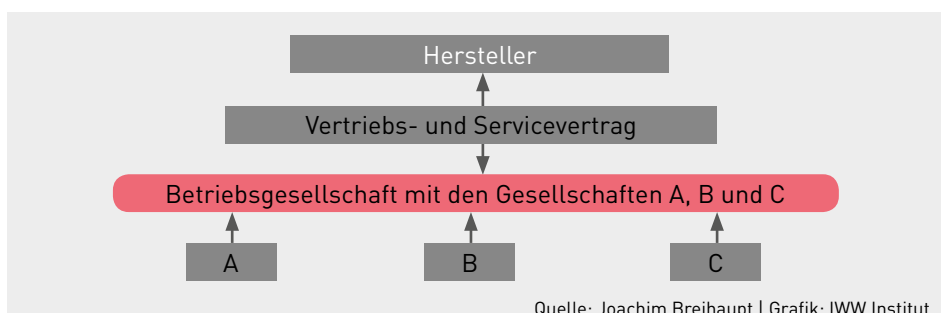 Hersteller
Vertriebs- und Servicevertrag
Betriebsgesellschaft mit den Gesellschaften A, B und C
A B C
Quelle: Joachim Breihaupt | Grafik: IWW Institut